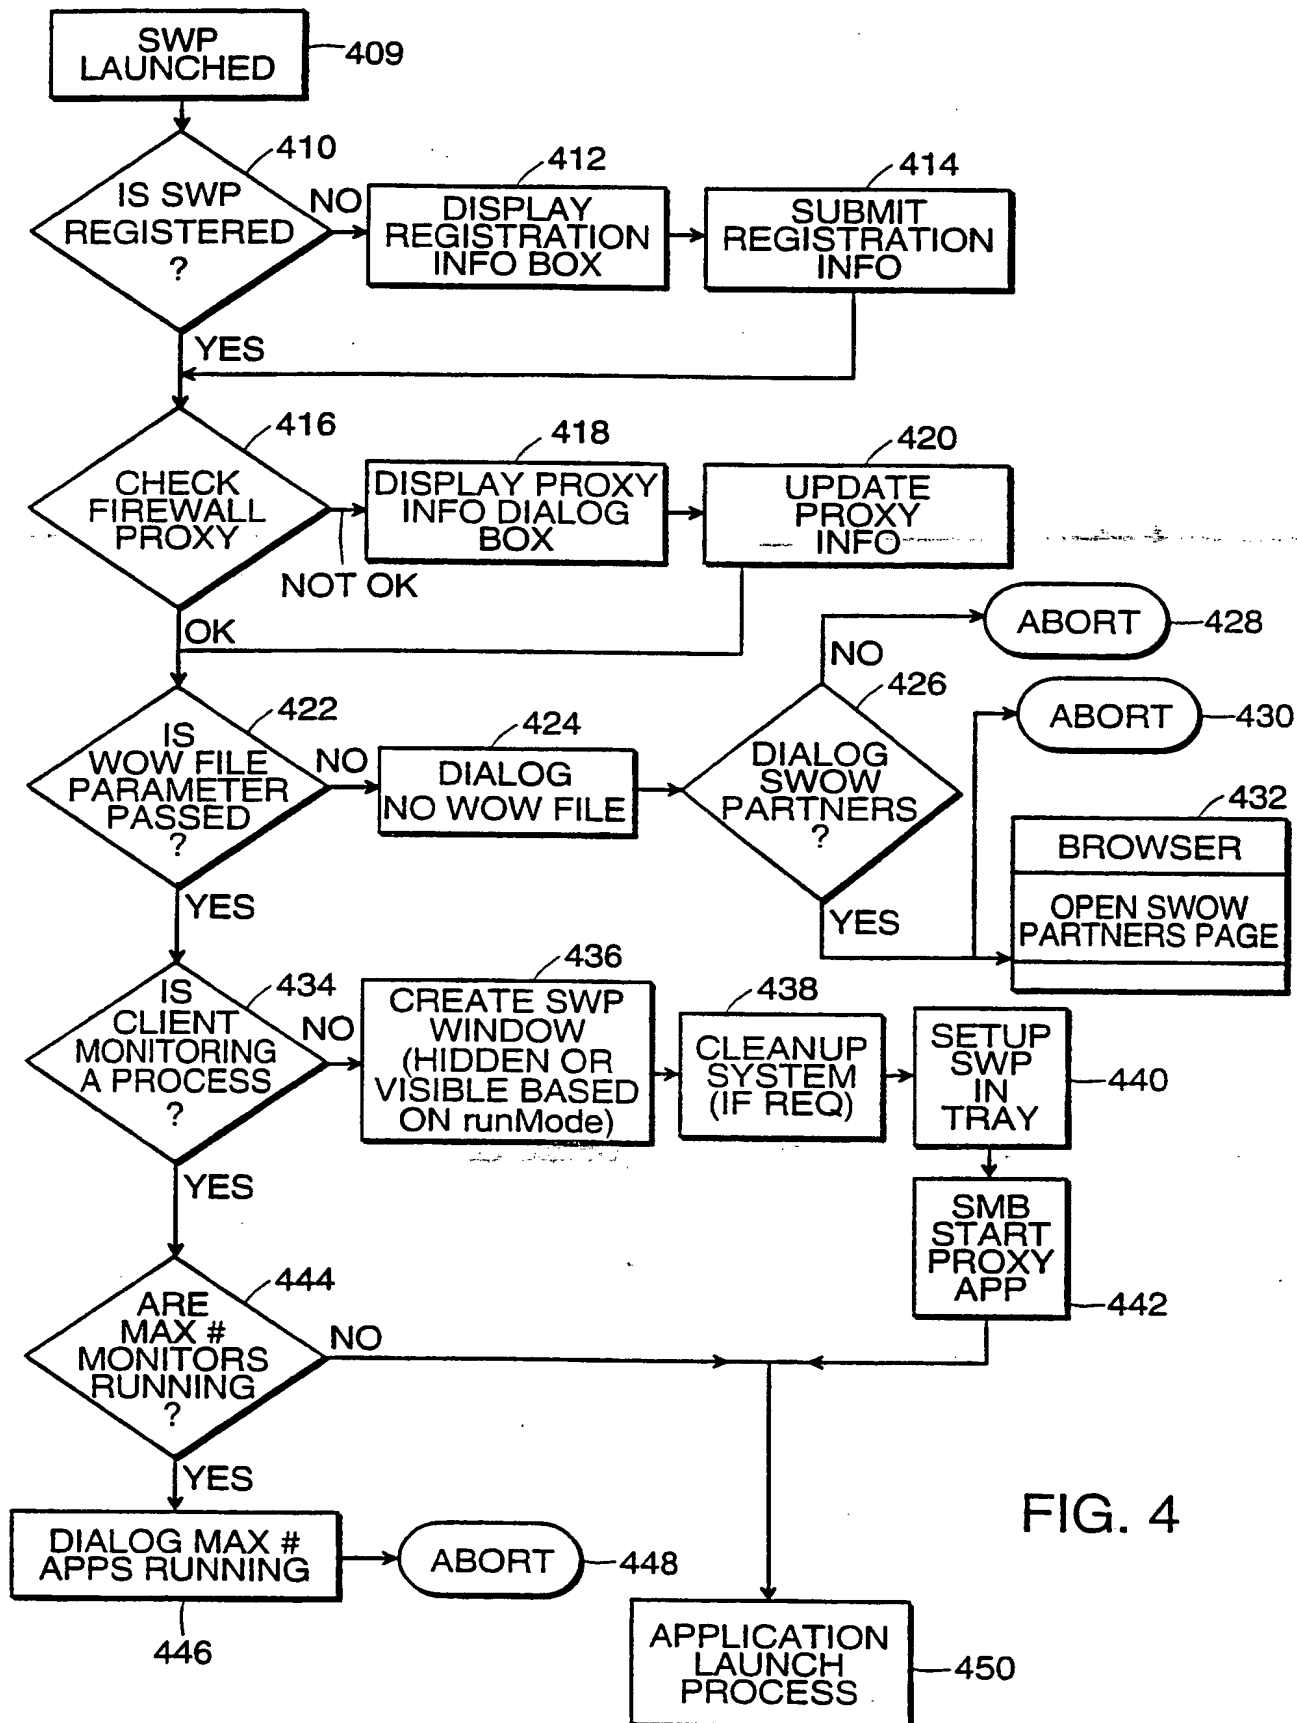 SWP
LAUNCHED
409
410
IS SWP
REGISTERED
?
NO
412
DISPLAY
REGISTRATION
INFO BOX
414
SUBMIT
REGISTRATION
INFO
YES
416
CHECK
FIREWALL
PROXY
NOT OK
418
DISPLAY PROXY
INFO DIALOG
BOX
420
UPDATE
PROXY
INFO
OK
422
IS
WOW FILE
PARAMETER
PASSED
?
NO
424
DIALOG
NO WOW FILE
426
DIALOG
SWOW
PARTNERS
?
NO
ABORT
428
ABORT
430
YES
432
BROWSER
OPEN SWOW
PARTNERS PAGE
YES
434
IS
CLIENT
MONITORING
A PROCESS
?
NO
436
CREATE SWP
WINDOW
(HIDDEN OR
VISIBLE BASED
ON runMode)
438
CLEANUP
SYSTEM
(IF REQ)
SETUP
SWP
IN
TRAY
440
SMB
START
PROXY
APP
442
YES
444
ARE
MAX #
MONITORS
RUNNING
?
NO
YES
DIALOG MAX #
APPS RUNNING
446
ABORT
448
APPLICATION
LAUNCH
PROCESS
450
FIG. 4